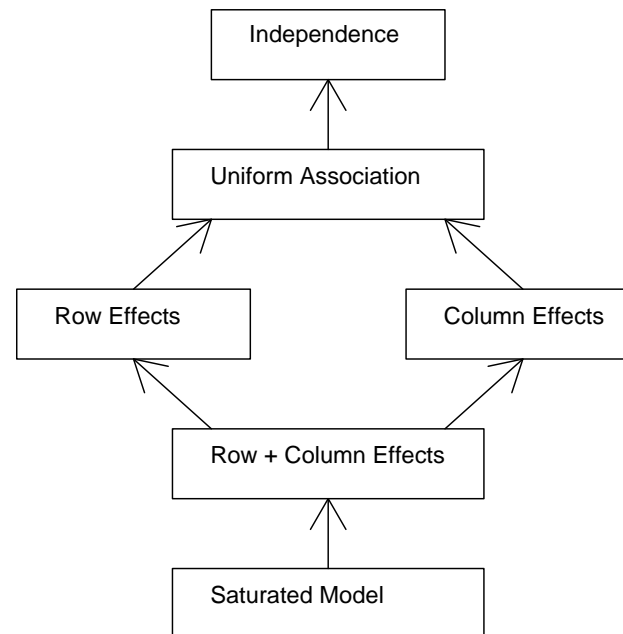 Independence
Uniform Association
Row Effects
Column Effects
Row + Column Effects
Saturated Model